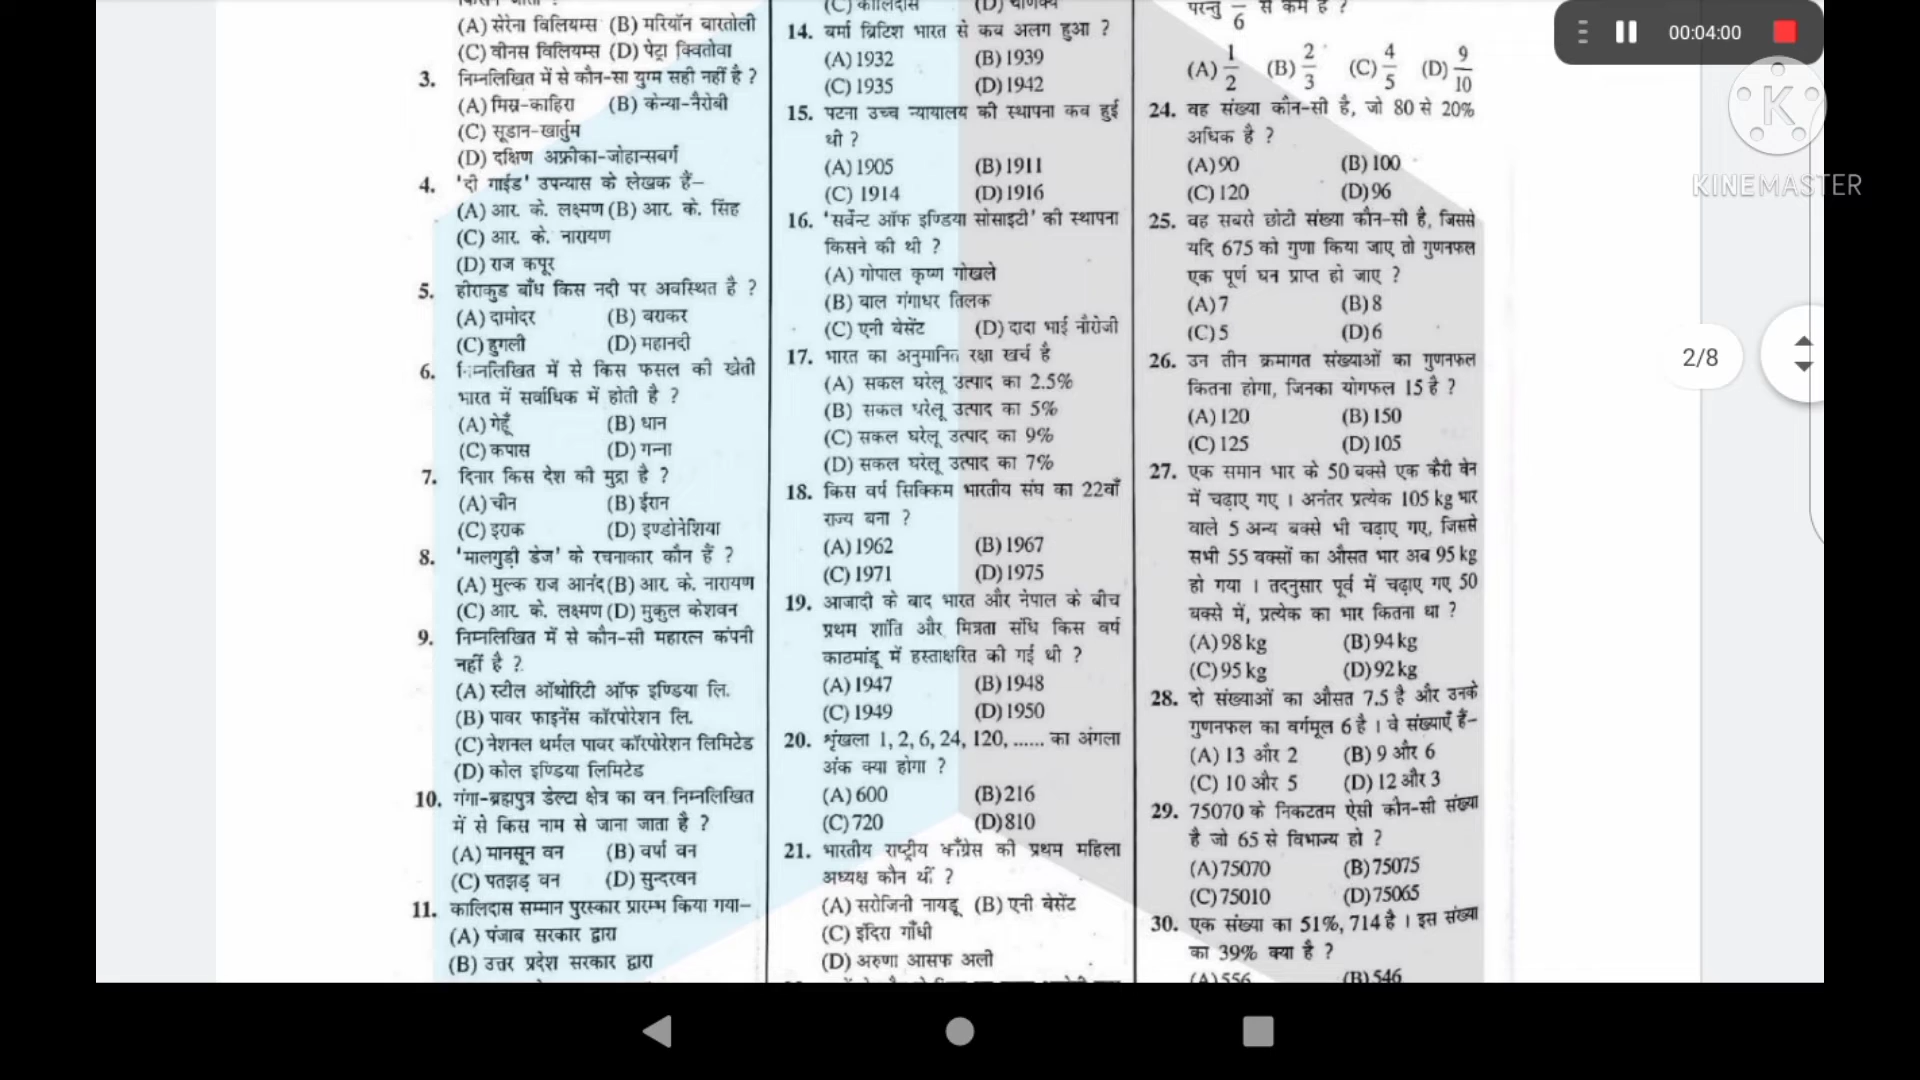 (A) सेरेना विलियम्स (B) मरियॉन बारतोली
(C) वीनस विलियम्स (D) पेट्रा क्वितोवा
3. निम्नलिखित में से कौन-सा युग्म सही नहीं है ?
(A) मिस्र-काहिरा (B) केन्या-नैरोबी
(C) सूडान-खार्तुम
(D) दक्षिण अफ्रीका-जोहान्सबर्ग
4. 'दी गाईड' उपन्यास के लेखक हैं-
(A) आर. के. लक्ष्मण (B) आर. के. सिंह
(C) आर. के. नारायण
(D) राज कपूर
5. हीराकुड बाँध किस नदी पर अवस्थित है ?
(A) दामोदर (B) बराकर
(C) हुगली (D) महानदी
6. निम्नलिखित में से किस फसल की खेती
भारत में सर्वाधिक में होती है ?
(A) गेहूँ (B) धान
(C) कपास (D) गन्ना
7. दिनार किस देश की मुद्रा है ?
(A) चीन (B) ईरान
(C) इराक (D) इण्डोनेशिया
8. 'मालगुड़ी डेज' के रचनाकार कौन हैं ?
(A) मुल्क राज आनंद (B) आर. के. नारायण
(C) आर. के. लक्ष्मण (D) मुकुल केशवन
9. निम्नलिखित में से कौन-सी महारत्न कंपनी
नहीं है ?
(A) स्टील ऑथोरिटी ऑफ इण्डिया लि.
(B) पावर फाइनेंस कॉरपोरेशन लि.
(C) नेशनल थर्मल पावर कॉरपोरेशन लिमिटेड
(D) कोल इण्डिया लिमिटेड
10. गंगा-ब्रह्मपुत्र डेल्टा क्षेत्र का वन निम्नलिखित
में से किस नाम से जाना जाता है ?
(A) मानसून वन (B) वर्षा वन
(C) पतझड़ वन (D) सुन्दरवन
11. कालिदास सम्मान पुरस्कार प्रारम्भ किया गया-
(A) पंजाब सरकार द्वारा
(B) उत्तर प्रदेश सरकार द्वारा
(C) कालिदास (D) चाणक्य
14. बर्मा ब्रिटिश भारत से कब अलग हुआ ?
(A) 1932 (B) 1939
(C) 1935 (D) 1942
15. पटना उच्च न्यायालय की स्थापना कब हुई
थी ?
(A) 1905 (B) 1911
(C) 1914 (D) 1916
16. 'सर्वेन्ट ऑफ इण्डिया सोसाइटी' की स्थापना
किसने की थी ?
(A) गोपाल कृष्ण गोखले
(B) बाल गंगाधर तिलक
(C) एनी बेसेंट (D) दादा भाई नौरोजी
17. भारत का अनुमानित रक्षा खर्च है
(A) सकल घरेलू उत्पाद का 2.5%
(B) सकल घरेलू उत्पाद का 5%
(C) सकल घरेलू उत्पाद का 9%
(D) सकल घरेलू उत्पाद का 7%
18. किस वर्ष सिक्किम भारतीय संघ का 22वाँ
राज्य बना ?
(A) 1962 (B) 1967
(C) 1971 (D) 1975
19. आजादी के बाद भारत और नेपाल के बीच
प्रथम शांति और मित्रता संधि किस वर्ष
काठमांडू में हस्ताक्षरित की गई थी ?
(A) 1947 (B) 1948
(C) 1949 (D) 1950
20. शृंखला 1, 2, 6, 24, 120, ...... का अंगला
अंक क्या होगा ?
(A) 600 (B) 216
(C) 720 (D) 810
21. भारतीय राष्ट्रीय काँग्रेस की प्रथम महिला
अध्यक्ष कौन थीं ?
(A) सरोजिनी नायडू (B) एनी बेसेंट
(C) इंदिरा गाँधी
(D) अरुणा आसफ अली
परन्तु /6 से कम है ?
(A) 1/2 (B) 2/3 (C) 4/5 (D) 9/10
24. वह संख्या कौन-सी है, जो 80 से 20%
अधिक है ?
(A) 90 (B) 100
(C) 120 (D) 96
25. वह सबसे छोटी संख्या कौन-सी है, जिससे
यदि 675 को गुणा किया जाए तो गुणनफल
एक पूर्ण घन प्राप्त हो जाए ?
(A) 7 (B) 8
(C) 5 (D) 6
26. उन तीन क्रमागत संख्याओं का गुणनफल
कितना होगा, जिनका योगफल 15 है ?
(A) 120 (B) 150
(C) 125 (D) 105
27. एक समान भार के 50 बक्से एक कैरी वेन
में चढ़ाए गए । अनंतर प्रत्येक 105 kg भार
वाले 5 अन्य बक्से भी चढ़ाए गए, जिससे
सभी 55 बक्सों का औसत भार अब 95 kg
हो गया । तदनुसार पूर्व में चढ़ाए गए 50
बक्से में, प्रत्येक का भार कितना था ?
(A) 98 kg (B) 94 kg
(C) 95 kg (D) 92 kg
28. दो संख्याओं का औसत 7.5 है और उनके
गुणनफल का वर्गमूल 6 है । वे संख्याएँ हैं-
(A) 13 और 2 (B) 9 और 6
(C) 10 और 5 (D) 12 और 3
29. 75070 के निकटतम ऐसी कौन-सी संख्या
है जो 65 से विभाज्य हो ?
(A) 75070 (B) 75075
(C) 75010 (D) 75065
30. एक संख्या का 51%, 714 है । इस संख्या
का 39% क्या है ?
(A) 556 (B) 546
00:04:00
K
KINEMASTER
2/8